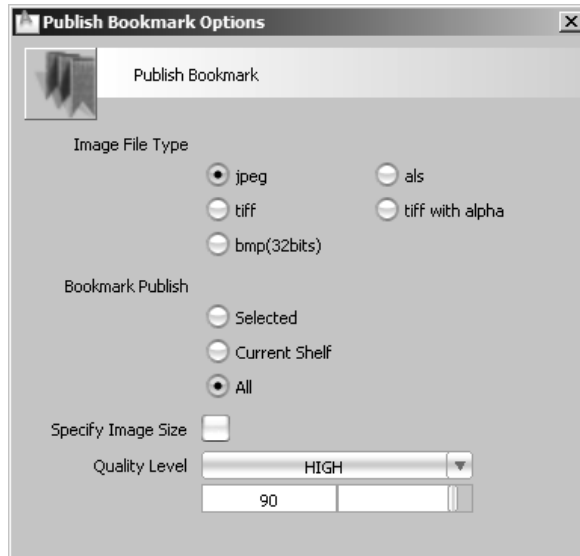 Publish Bookmark Options
Publish Bookmark
Image File Type
jpeg als
tiff tiff with alpha
bmp(32bits)
Bookmark Publish
Selected
Current Shelf
All
Specify Image Size
Quality Level HIGH
90